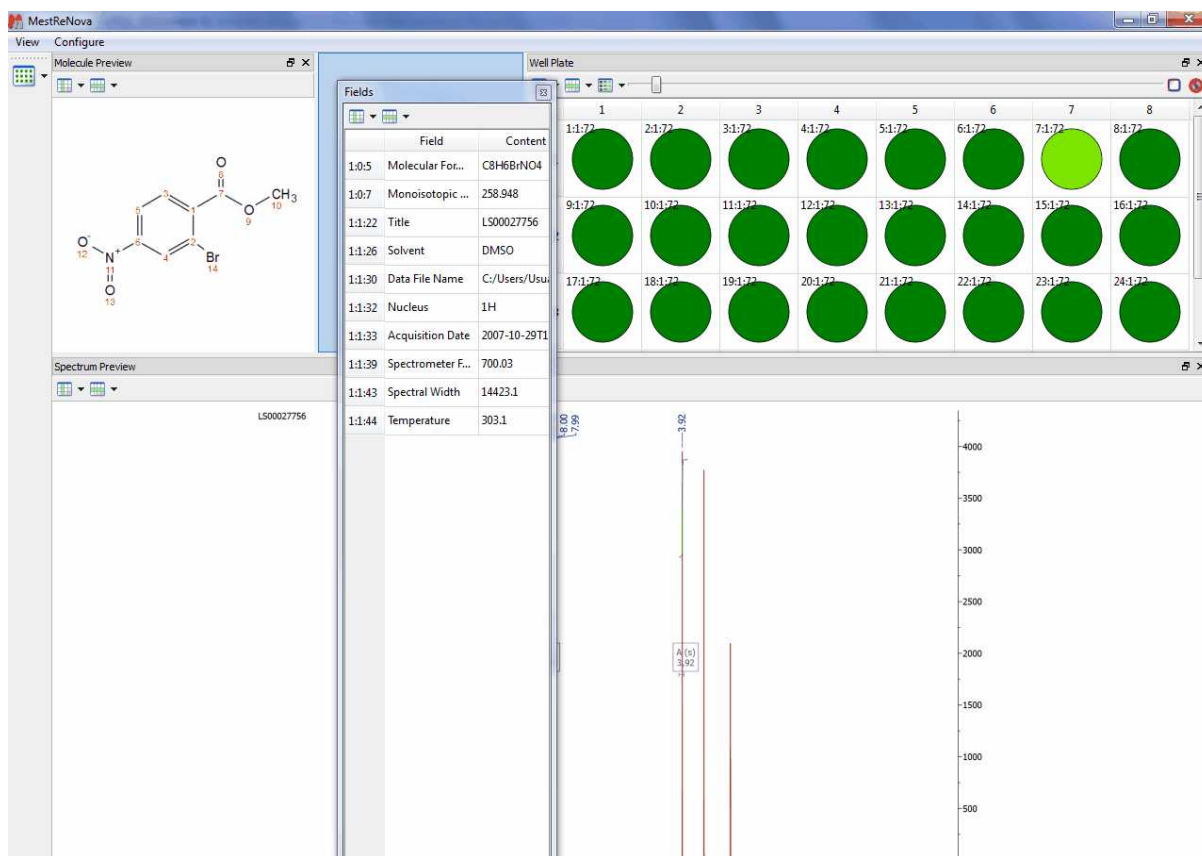 MestReNova
View Configure
Molecule Preview
Well Plate
Fields
Field Content
1:0:5 Molecular For... C8H6BrNO4
1:0:7 Monoisotopic ... 258.948
1:1:22 Title LS00027756
1:1:26 Solvent DMSO
1:1:30 Data File Name C:/Users/Usua
1:1:32 Nucleus 1H
1:1:33 Acquisition Date 2007-10-29T1
1:1:39 Spectrometer F... 700.03
1:1:43 Spectral Width 14423.1
1:1:44 Temperature 303.1
1 2 3 4 5 6 7 8
1:1:72 2:1:72 3:1:72 4:1:72 5:1:72 6:1:72 7:1:72 8:1:72
9:1:72 10:1:72 11:1:72 12:1:72 13:1:72 14:1:72 15:1:72 16:1:72
17:1:72 18:1:72 19:1:72 20:1:72 21:1:72 22:1:72 23:1:72 24:1:72
O
8
7
CH3
10
O
9
3
1
5
2
6
4
O-
12
N+
11
Br
14
O
13
Spectrum Preview
LS00027756
8.00
7.99
3.92
A (s)
3.92
4000
3500
3000
2500
2000
1500
1000
500